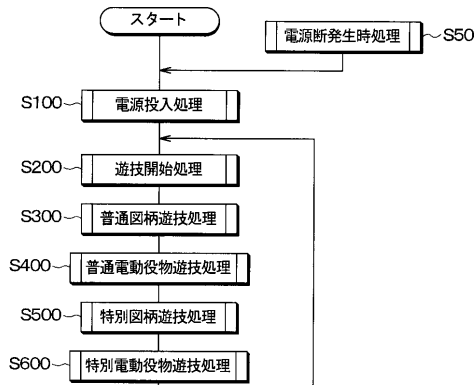 スタート
電源断発生時処理 S50
S100 電源投入処理
S200 遊技開始処理
S300 普通図柄遊技処理
S400 普通電動役物遊技処理
S500 特別図柄遊技処理
S600 特別電動役物遊技処理